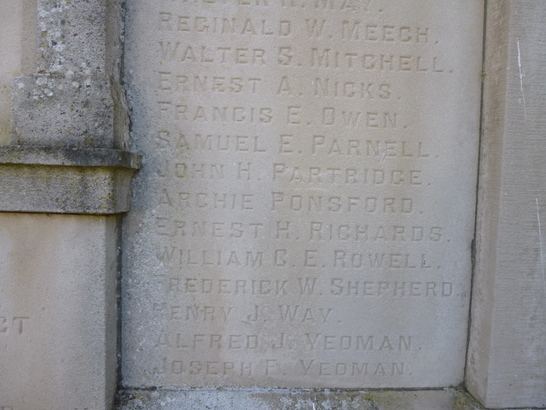 MAY.
REGINALD W. MEECH.
WALTER S. MITCHELL.
ERNEST A. NICKS.
FRANCIS E. OWEN.
SAMUEL E. PARNELL.
JOHN H. PARTRIDGE.
ARCHIE PONSFORD.
ERNEST H. RICHARDS.
WILLIAM C. E. ROWELL.
FREDERICK W. SHEPHERD.
HENRY J. WAY.
ALFRED J. YEOMAN.
JOSEPH F. YEOMAN.